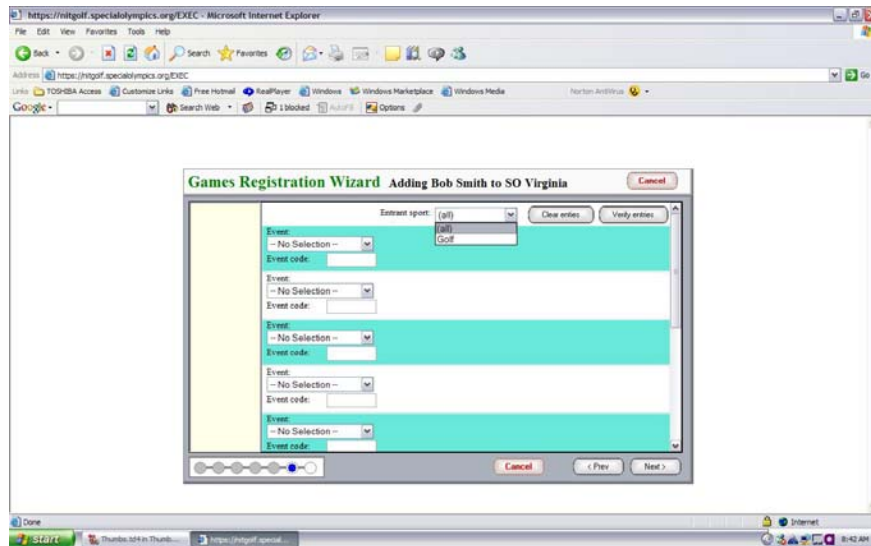 https://nitgolf.specialolympics.org/EXEC - Microsoft Internet Explorer
File Edit View Favorites Tools Help
Back Search Favorites
Address https://nitgolf.specialolympics.org/EXEC Go
Links TOSHIBA Access Customize Links Free Hotmail RealPlayer Windows Windows Marketplace Windows Media Norton AntiVirus
Google Search Web 1 blocked AutoFill Options
Games Registration Wizard Adding Bob Smith to SO Virginia Cancel
Entrant sport: (all) Clear entries Verify entries
(all)
Golf
Event:
-- No Selection --
Event code:
Event:
-- No Selection --
Event code:
Event:
-- No Selection --
Event code:
Event:
-- No Selection --
Event code:
Event:
-- No Selection --
Event code:
Cancel < Prev Next >
Done Internet
start Thumbs.td4 in Thumb... https://nitgolf.special... 8:42 AM